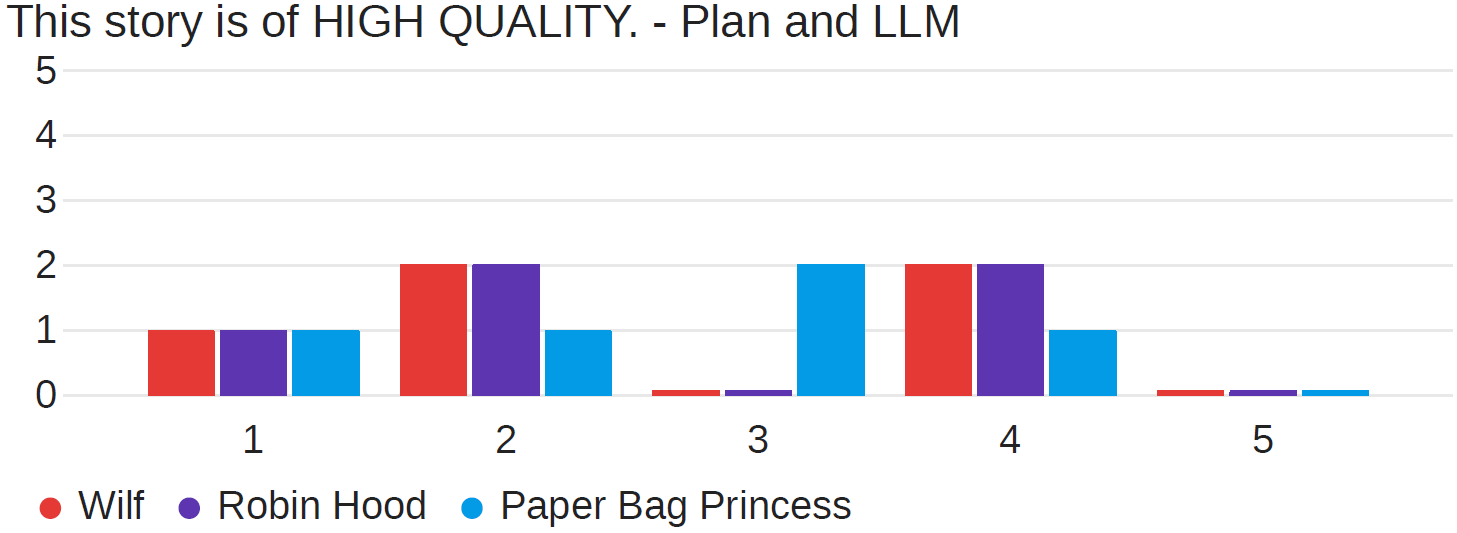 This story is of HIGH QUALITY. - Plan and LLM
5
4
3
2
1
0
1 2 3 4 5
Wilf Robin Hood Paper Bag Princess